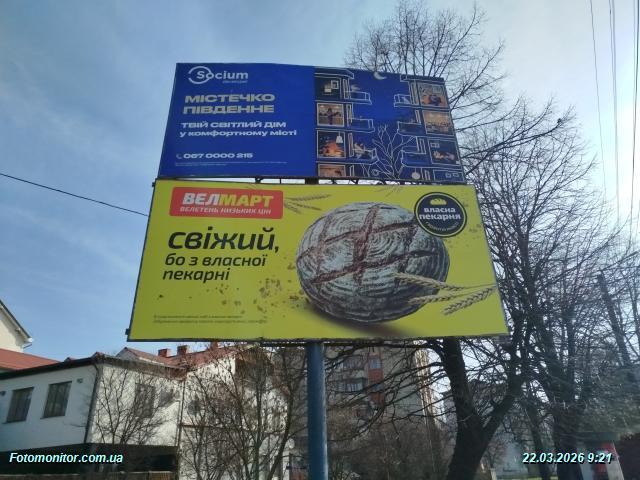 Socium
МІСТЕЧКО
ПІВДЕННЕ
ТВІЙ СВІТЛИЙ ДІМ
у комфортному місті
067 0000 215
ВЕЛМАРТ
ВЕЛЕТЕНЬ НИЗЬКИХ ЦІН
власна
пекарня
свіжий,
бо з власної
пекарні
Fotomonitor.com.ua
22.03.2026 9:21